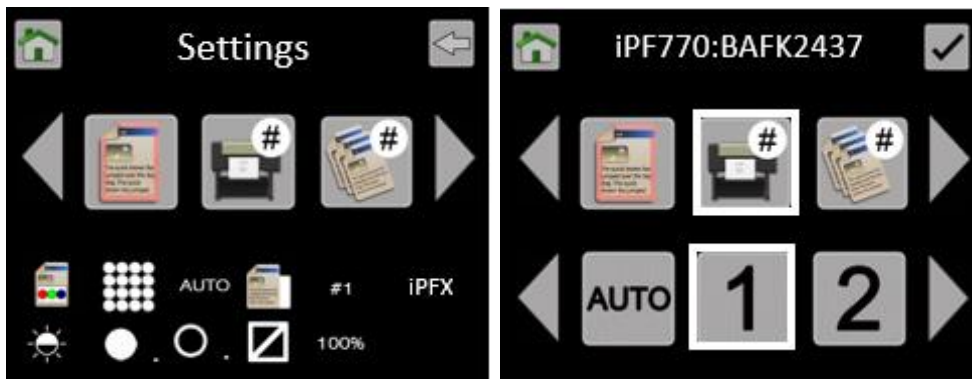 Settings
# #
AUTO #1 iPFX
100%
iPF770:BAFK2437
# #
AUTO 1 2